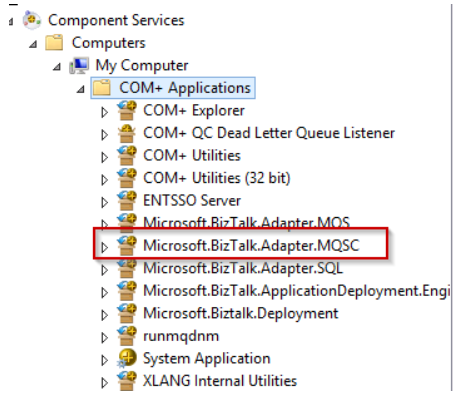 Component Services
Computers
My Computer
COM+ Applications
COM+ Explorer
COM+ QC Dead Letter Queue Listener
COM+ Utilities
COM+ Utilities (32 bit)
ENTSSO Server
Microsoft.BizTalk.Adapter.MQS
Microsoft.BizTalk.Adapter.MQSC
Microsoft.BizTalk.Adapter.SQL
Microsoft.BizTalk.ApplicationDeployment.Engi
Microsoft.Biztalk.Deployment
runmqdnm
System Application
XLANG Internal Utilities